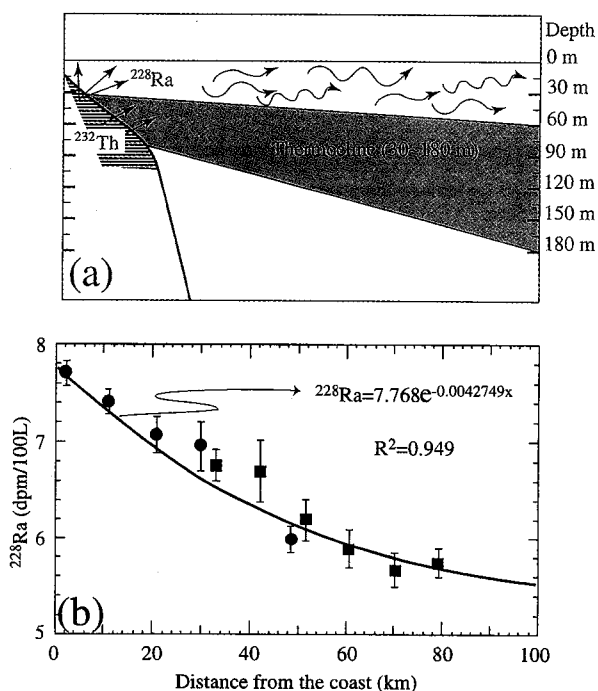 Depth
0 m
30 m
60 m
90 m
120 m
150 m
180 m
²²⁸Ra
²³²Th
Thermocline (30-180 m)
(a)
8
7
6
5
²²⁸Ra (dpm/100L)
²²⁸Ra=7.768e⁻⁰·⁰⁰⁴²⁷⁴⁹ˣ
R²=0.949
(b)
0 20 40 60 80 100
Distance from the coast (km)